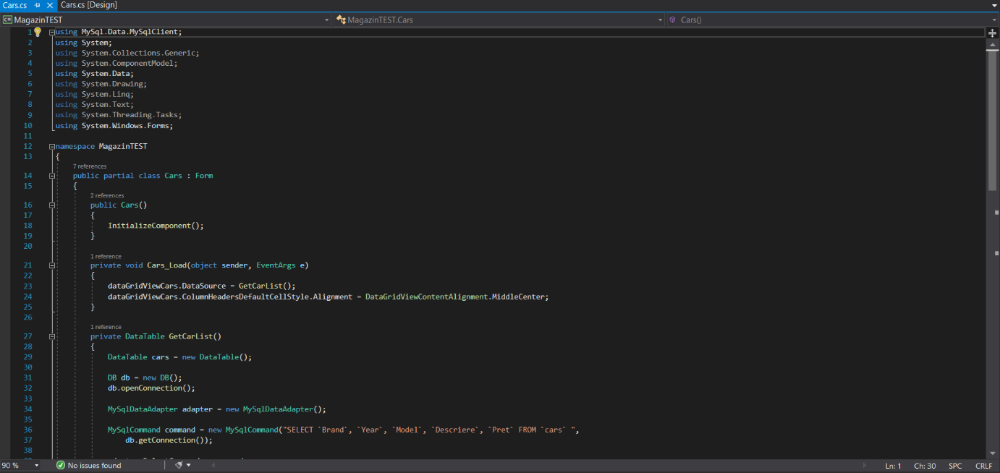 Cars.cs Cars.cs [Design]
C# MagazinTEST MagazinTEST.Cars Cars()
1 using MySql.Data.MySqlClient;
2 using System;
3 using System.Collections.Generic;
4 using System.ComponentModel;
5 using System.Data;
6 using System.Drawing;
7 using System.Linq;
8 using System.Text;
9 using System.Threading.Tasks;
10 using System.Windows.Forms;
11
12 namespace MagazinTEST
13 {
7 references
14 public partial class Cars : Form
15 {
2 references
16 public Cars()
17 {
18 InitializeComponent();
19 }
20
1 reference
21 private void Cars_Load(object sender, EventArgs e)
22 {
23 dataGridViewCars.DataSource = GetCarList();
24 dataGridViewCars.ColumnHeadersDefaultCellStyle.Alignment = DataGridViewContentAlignment.MiddleCenter;
25 }
26
1 reference
27 private DataTable GetCarList()
28 {
29 DataTable cars = new DataTable();
30
31 DB db = new DB();
32 db.openConnection();
33
34 MySqlDataAdapter adapter = new MySqlDataAdapter();
35
36 MySqlCommand command = new MySqlCommand("SELECT `Brand`, `Year`, `Model`, `Descriere`, `Pret` FROM `cars` ",
37 db.getConnection());
38
90 % No issues found Ln: 1 Ch: 30 SPC CRLF